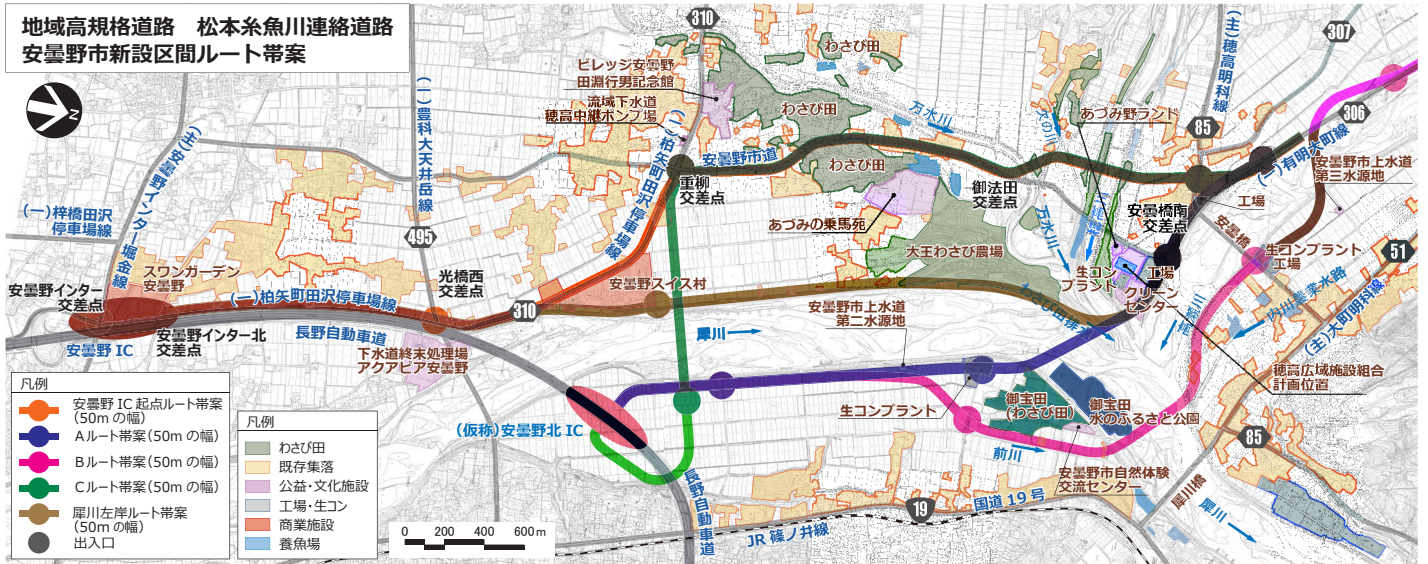 地域高規格道路 松本糸魚川連絡道路
安曇野市新設区間ルート帯案
N
310
(主)穂高明科線
307
ビレッジ安曇野
田淵行男記念館
わさび田
流域下水道
穂高中継ポンプ場
わさび田
万水川
欠の川
あづみ野ランド
85
306
(一)有明大町線
(主)安曇野インター堀金線
(一)豊科大天井岳線
(一)柏矢町田沢停車場線
安曇野市道
わさび田
安曇野市上水道
第三水源地
重柳
交差点
御法田
交差点
工場
安曇橋南
交差点
安曇橋
(一)梓橋田沢
停車場線
495
あづみの乗馬苑
万水川
大王わさび農場
生コン
プラント
工場
クリーン
センター
生コンプラント
工場
51
スワンガーデン
安曇野
光橋西
交差点
安曇野スイス村
安曇野インター
交差点
(一)柏矢町田沢停車場線
310
安曇野市上水道
第二水源地
わさび田排水
三川合流
内川産業水路
(主)大町明科線
安曇野インター北
交差点
長野自動車道
犀川
安曇野 IC
下水道終末処理場
アクアピア安曇野
穂高広域施設組合
計画位置
凡例
安曇野 IC 起点ルート帯案
(50m の幅)
A ルート帯案(50m の幅)
B ルート帯案(50m の幅)
C ルート帯案(50m の幅)
犀川左岸ルート帯案
(50m の幅)
出入口
凡例
わさび田
既存集落
公益・文化施設
工場・生コン
商業施設
養魚場
(仮称)安曇野北 IC
生コンプラント
御宝田
(わさび田)
御宝田
水のふるさと公園
前川
85
安曇野市自然体験
交流センター
犀川橋
犀川
長野自動車道
国道 19 号
19
0 200 400 600m
JR 篠ノ井線